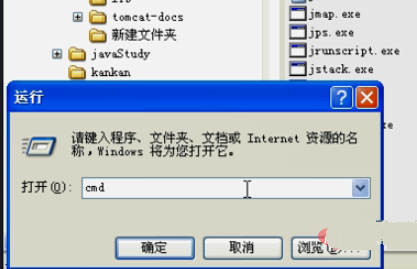 tomcat-docs
新建文件夹
javaStudy
kankan
jmap.exe
jps.exe
jrunscript.exe
jstack.exe
运行
请键入程序、文件夹、文档或 Internet 资源的名
称，Windows 将为您打开它。
打开(O): cmd
确定
取消
浏览